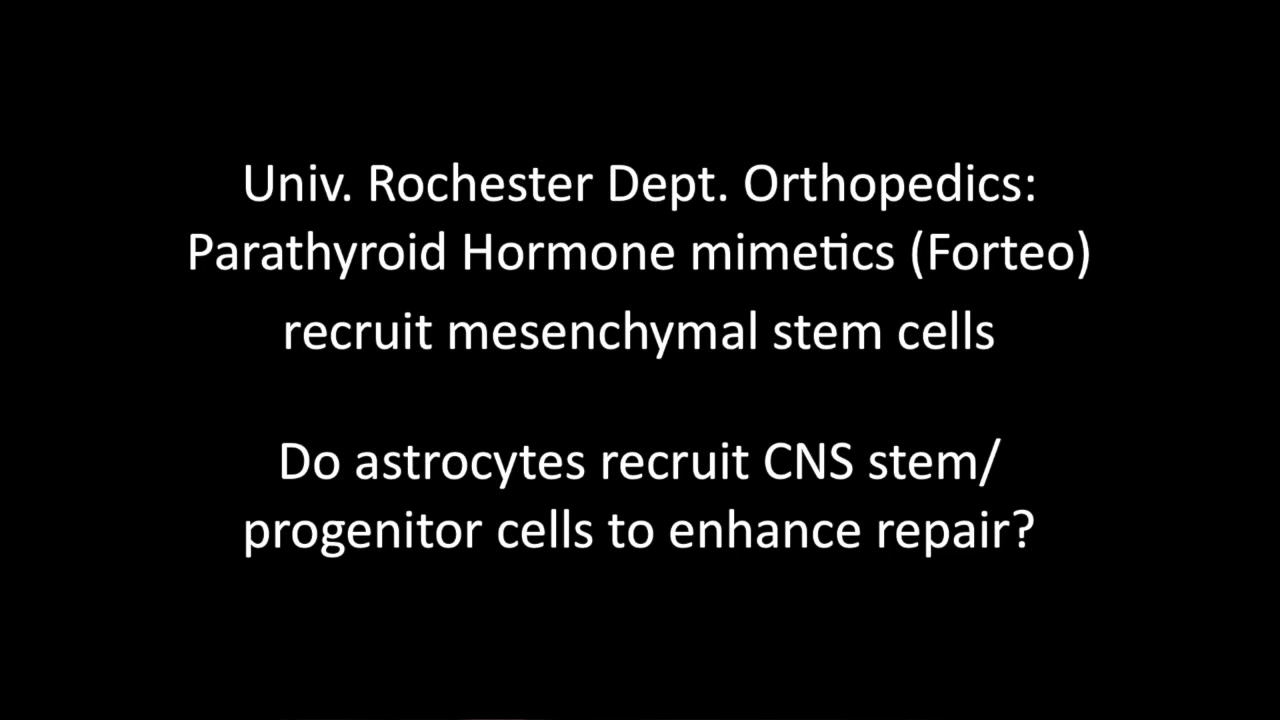 Univ. Rochester Dept. Orthopedics:
Parathyroid Hormone mimetics (Forteo)
recruit mesenchymal stem cells
Do astrocytes recruit CNS stem/
progenitor cells to enhance repair?